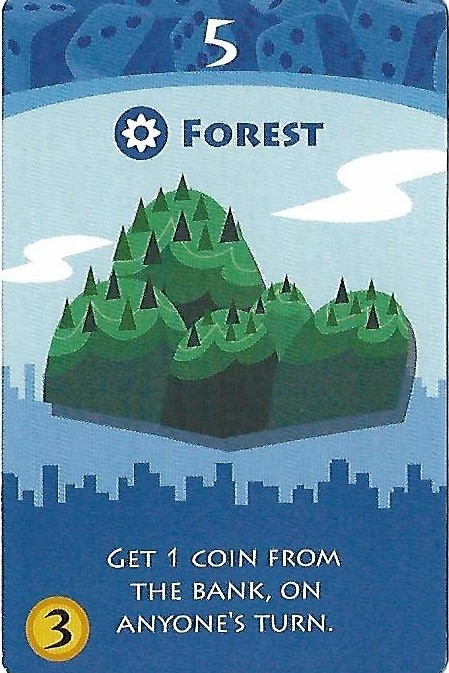 5
FOREST
GET 1 COIN FROM
THE BANK, ON
ANYONE'S TURN.
3